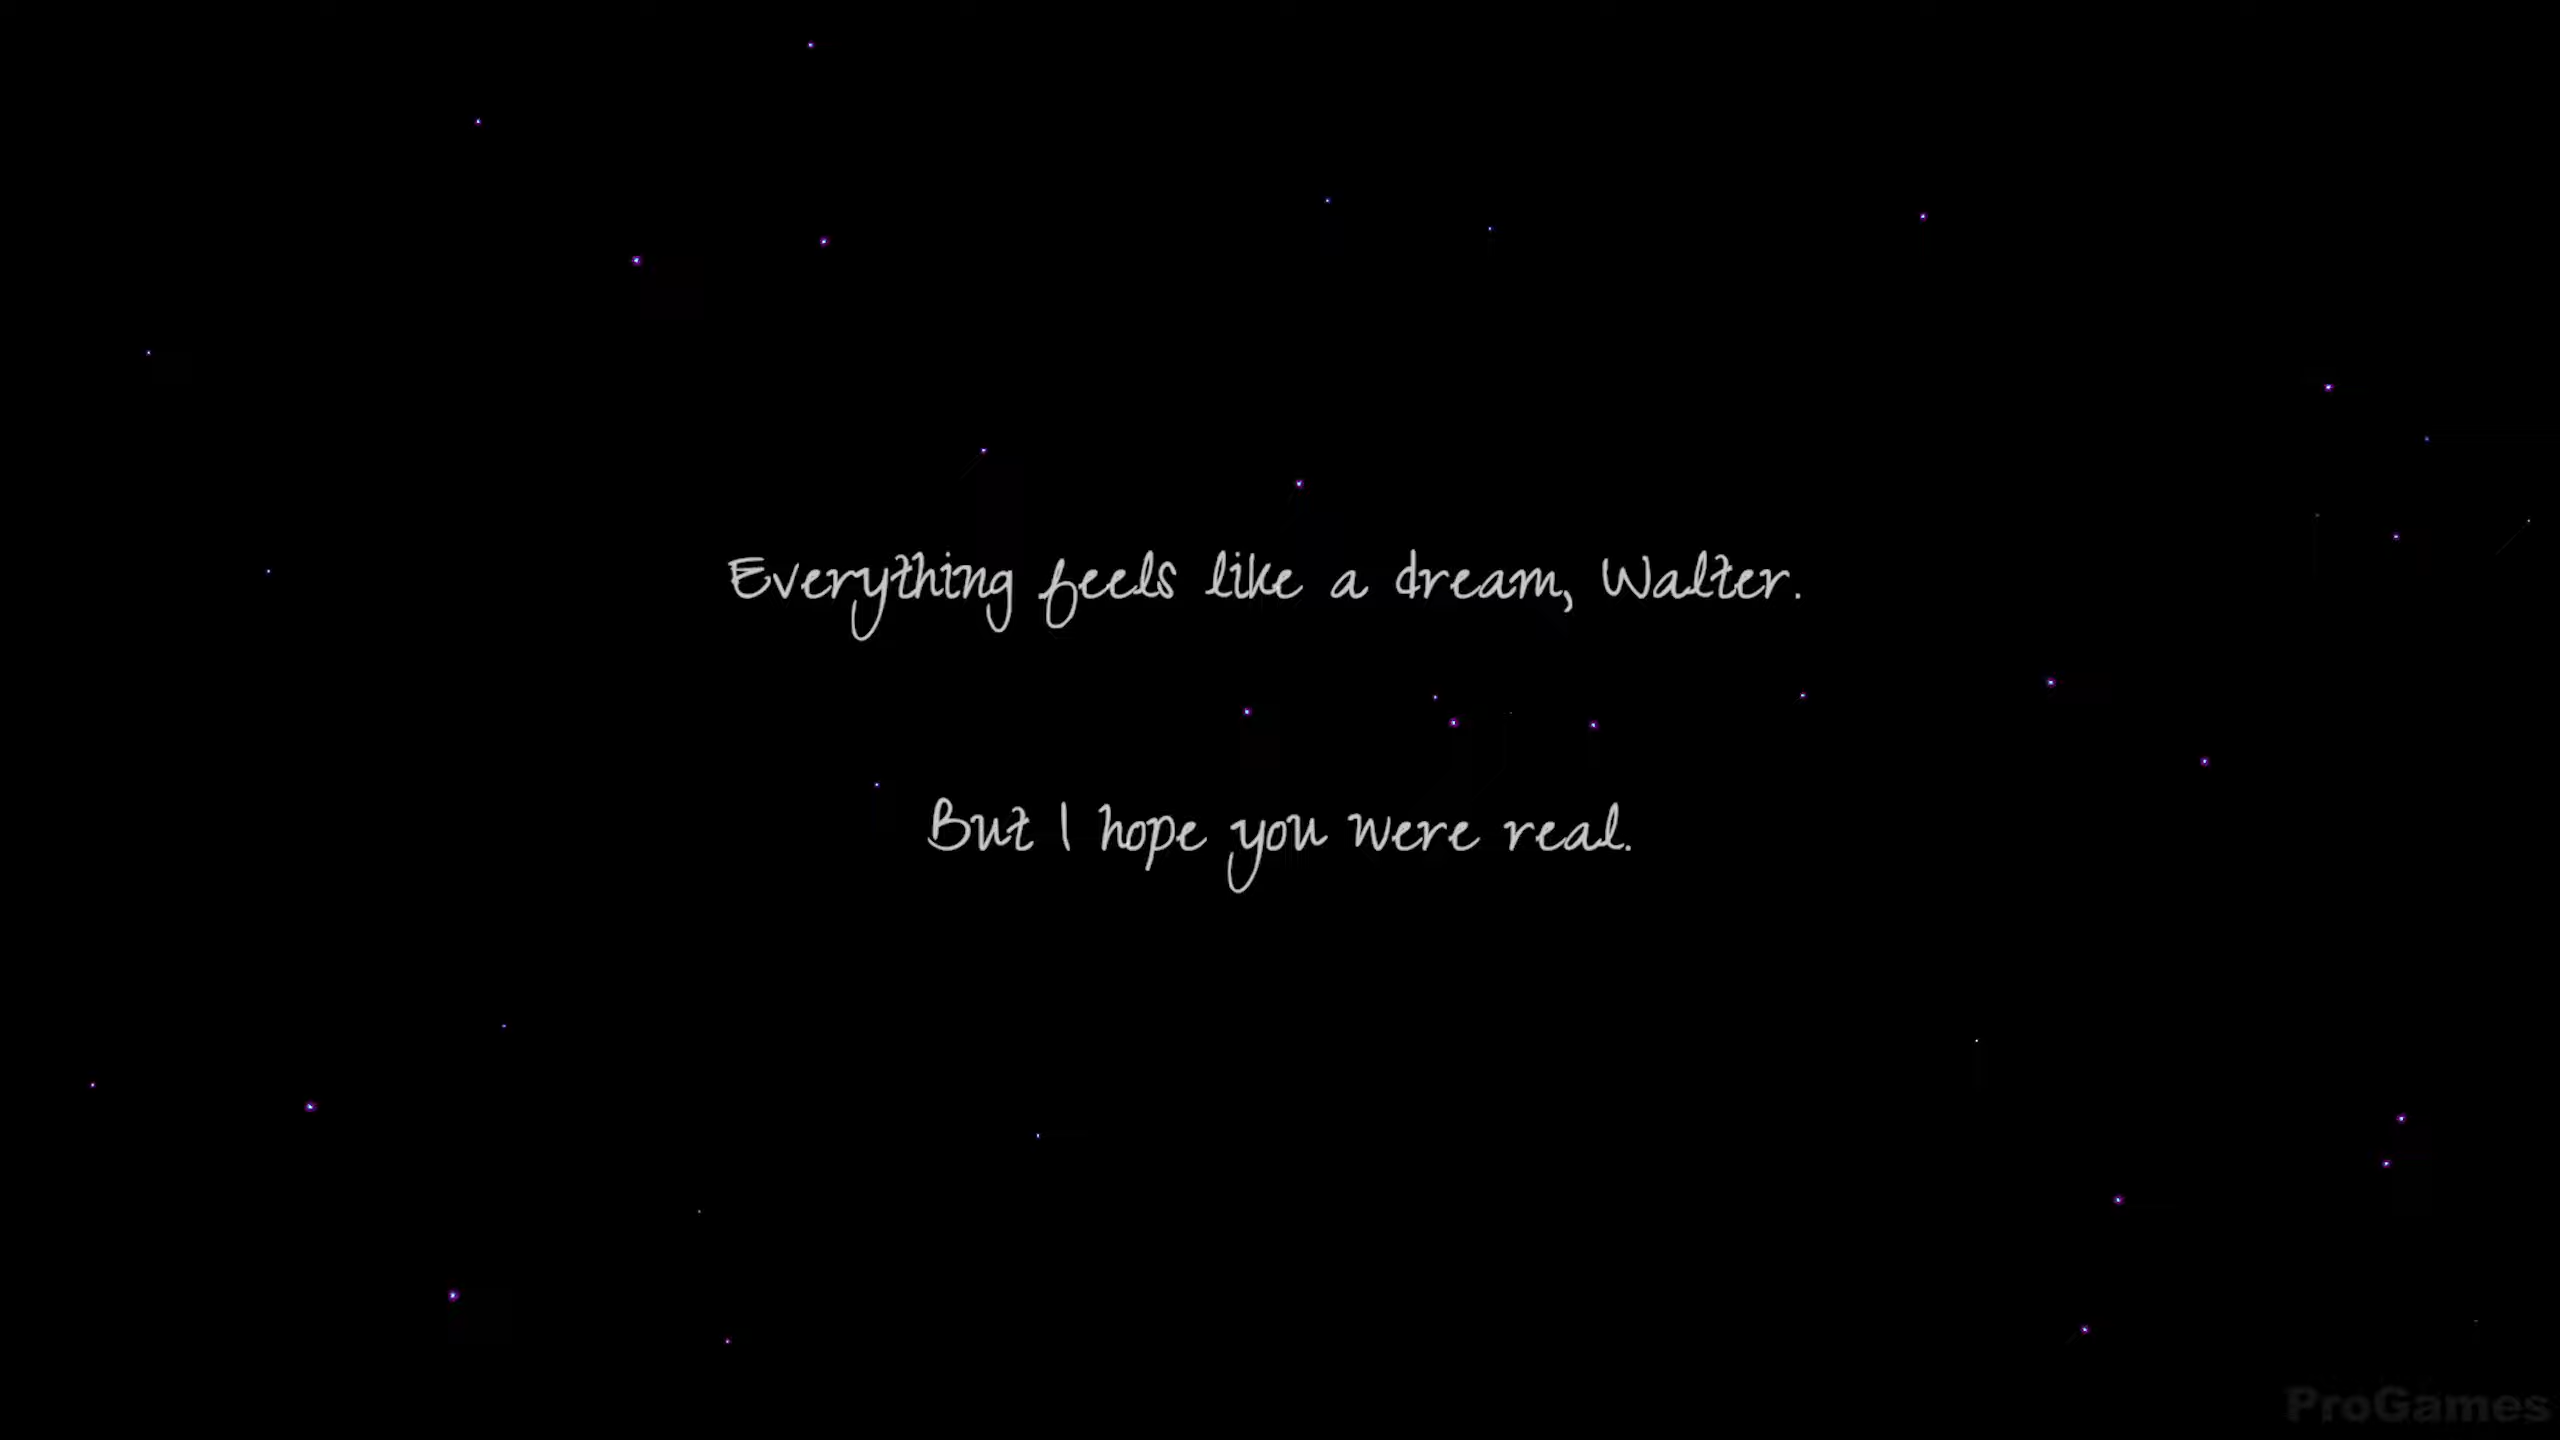 Everything feels like a dream, Walter.
But I hope you were real.
ProGames